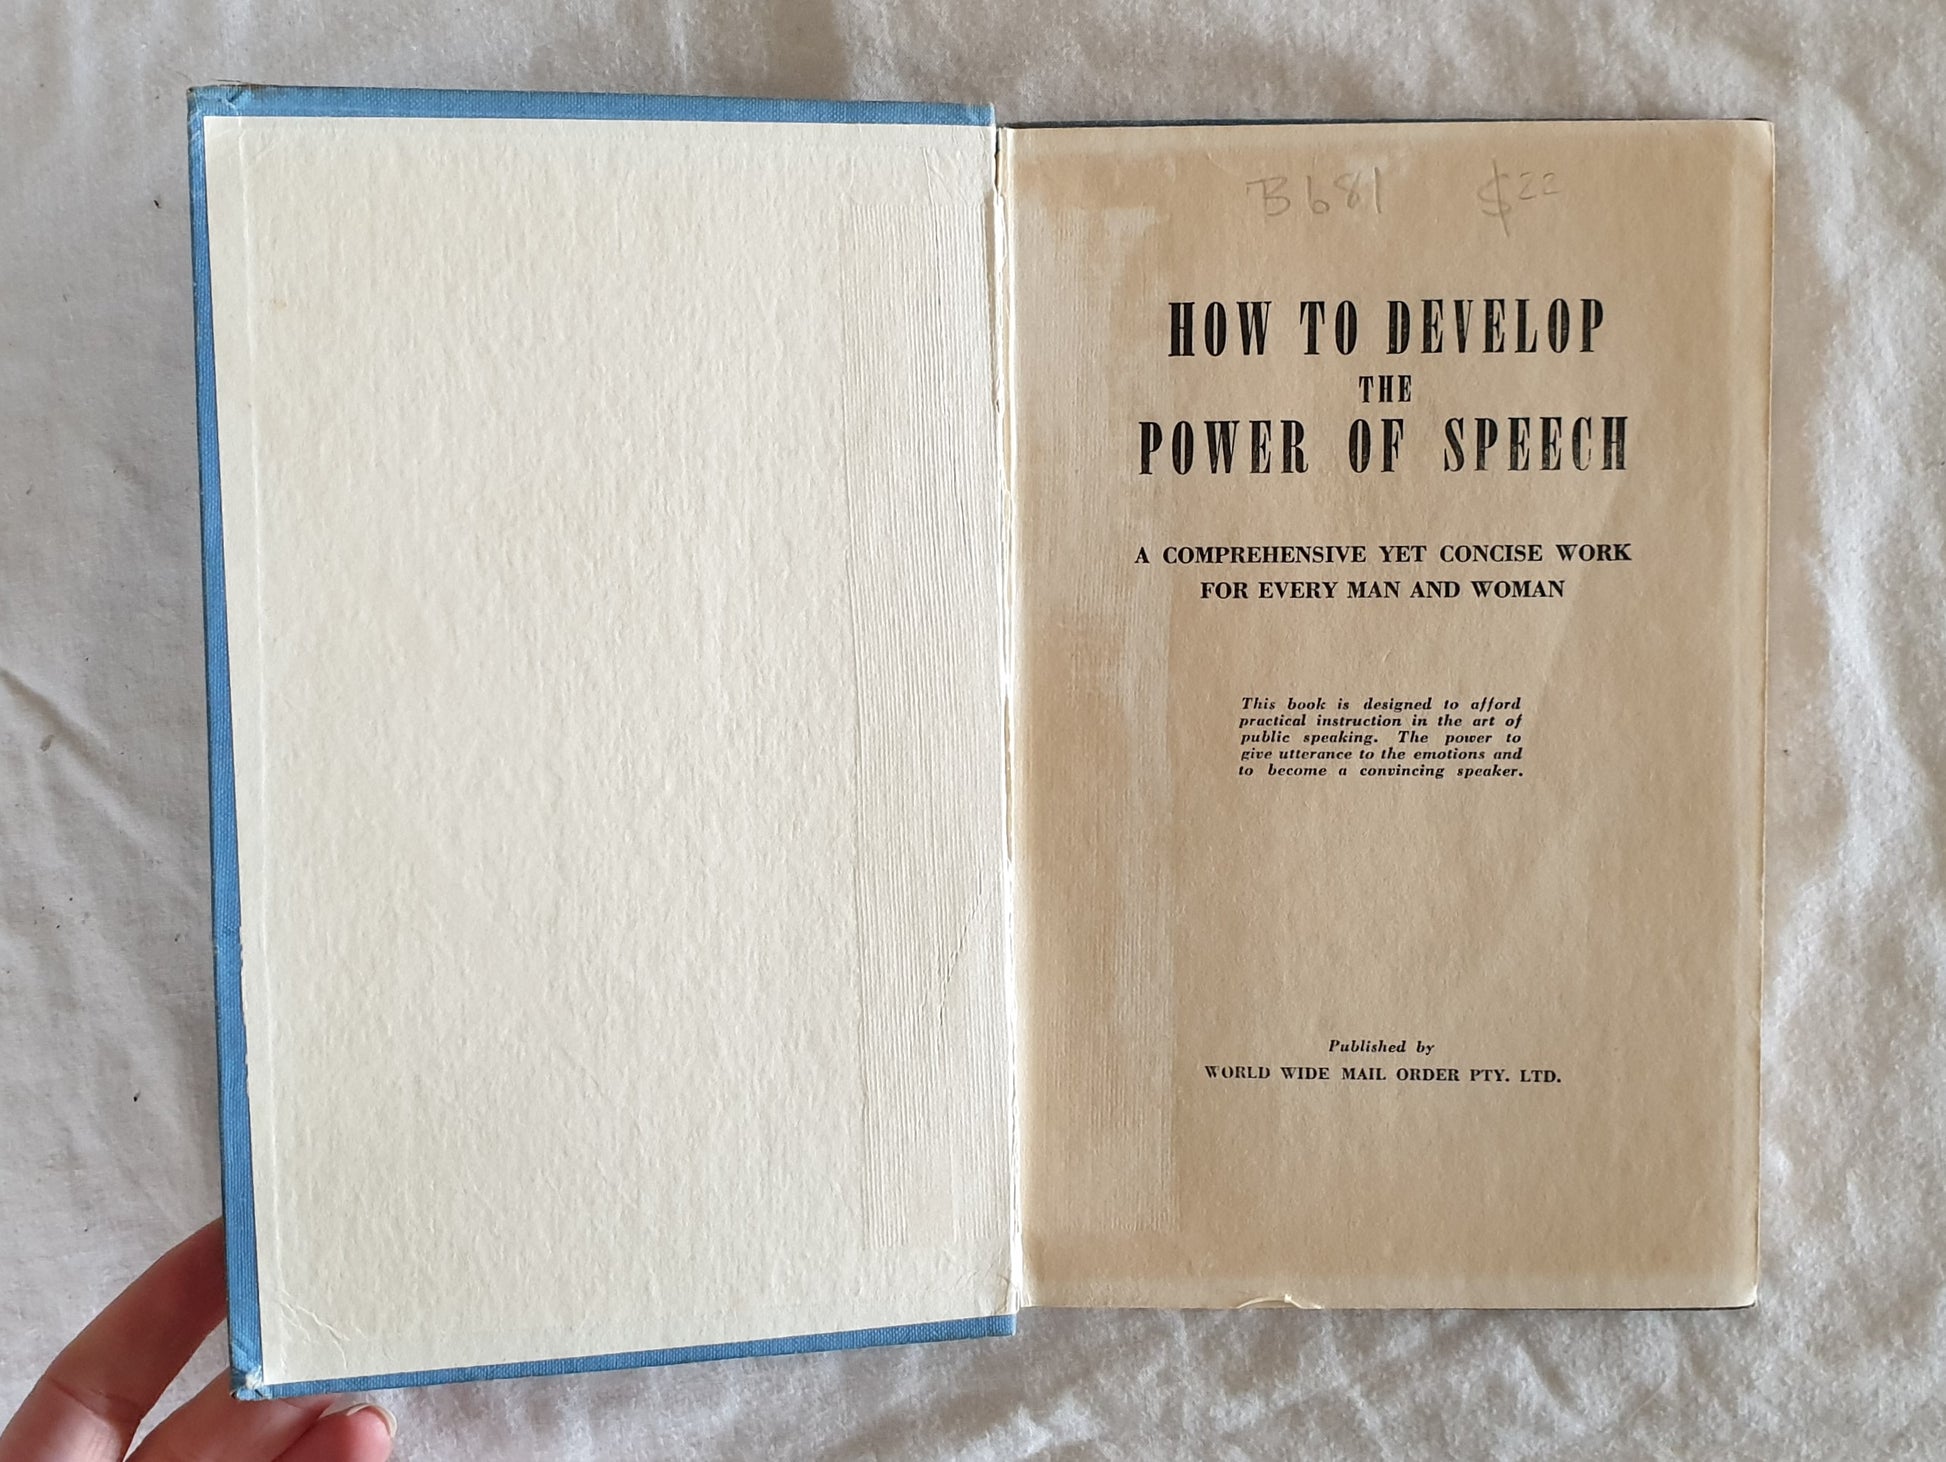 B681 $22
HOW TO DEVELOP
THE
POWER OF SPEECH
A COMPREHENSIVE YET CONCISE WORK
FOR EVERY MAN AND WOMAN
This book is designed to afford
practical instruction in the art of
public speaking. The power to
give utterance to the emotions and
to become a convincing speaker.
Published by
WORLD WIDE MAIL ORDER PTY. LTD.